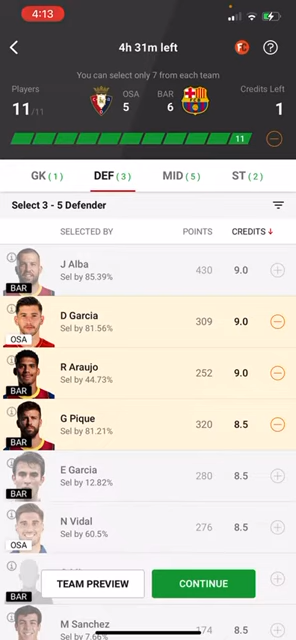 4:13
4h 31m left
You can select only 7 from each team
Players
11/11
OSA
5
BAR
6
Credits Left
1
11
GK (1) DEF (3) MID (5) ST (2)
Select 3 - 5 Defender
SELECTED BY POINTS CREDITS ↓
J Alba
Sel by 85.39%
430 9.0
BAR
D Garcia
Sel by 81.56%
309 9.0
OSA
R Araujo
Sel by 44.73%
252 9.0
BAR
G Pique
Sel by 81.21%
320 8.5
BAR
E Garcia
Sel by 12.82%
280 8.5
BAR
N Vidal
Sel by 60.5%
276 8.5
OSA
TEAM PREVIEW CONTINUE
BAR
M Sanchez
Sel by 7.66%
174 8.5